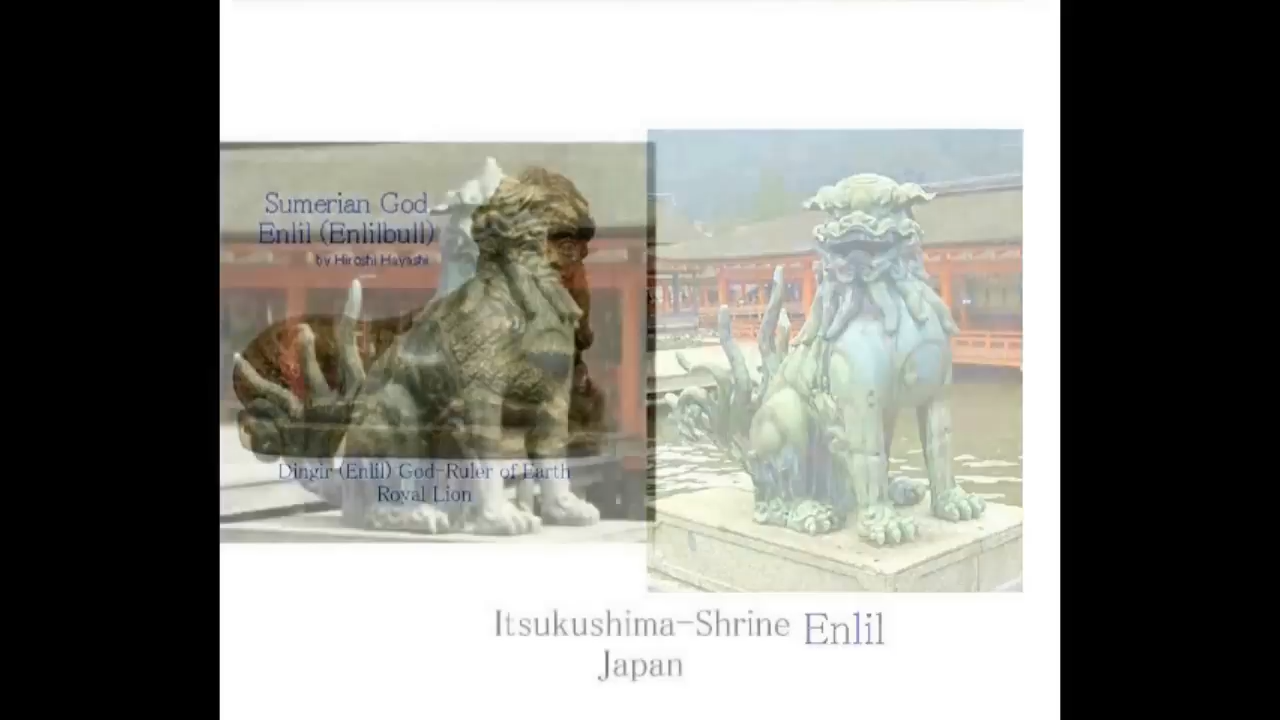 Sumerian God
Enlil (Enlilbull)
by Hiroshi Hayashi
Dingir (Enlil) God-Ruler of Earth
Royal Lion
Itsukushima-Shrine Enlil
Japan